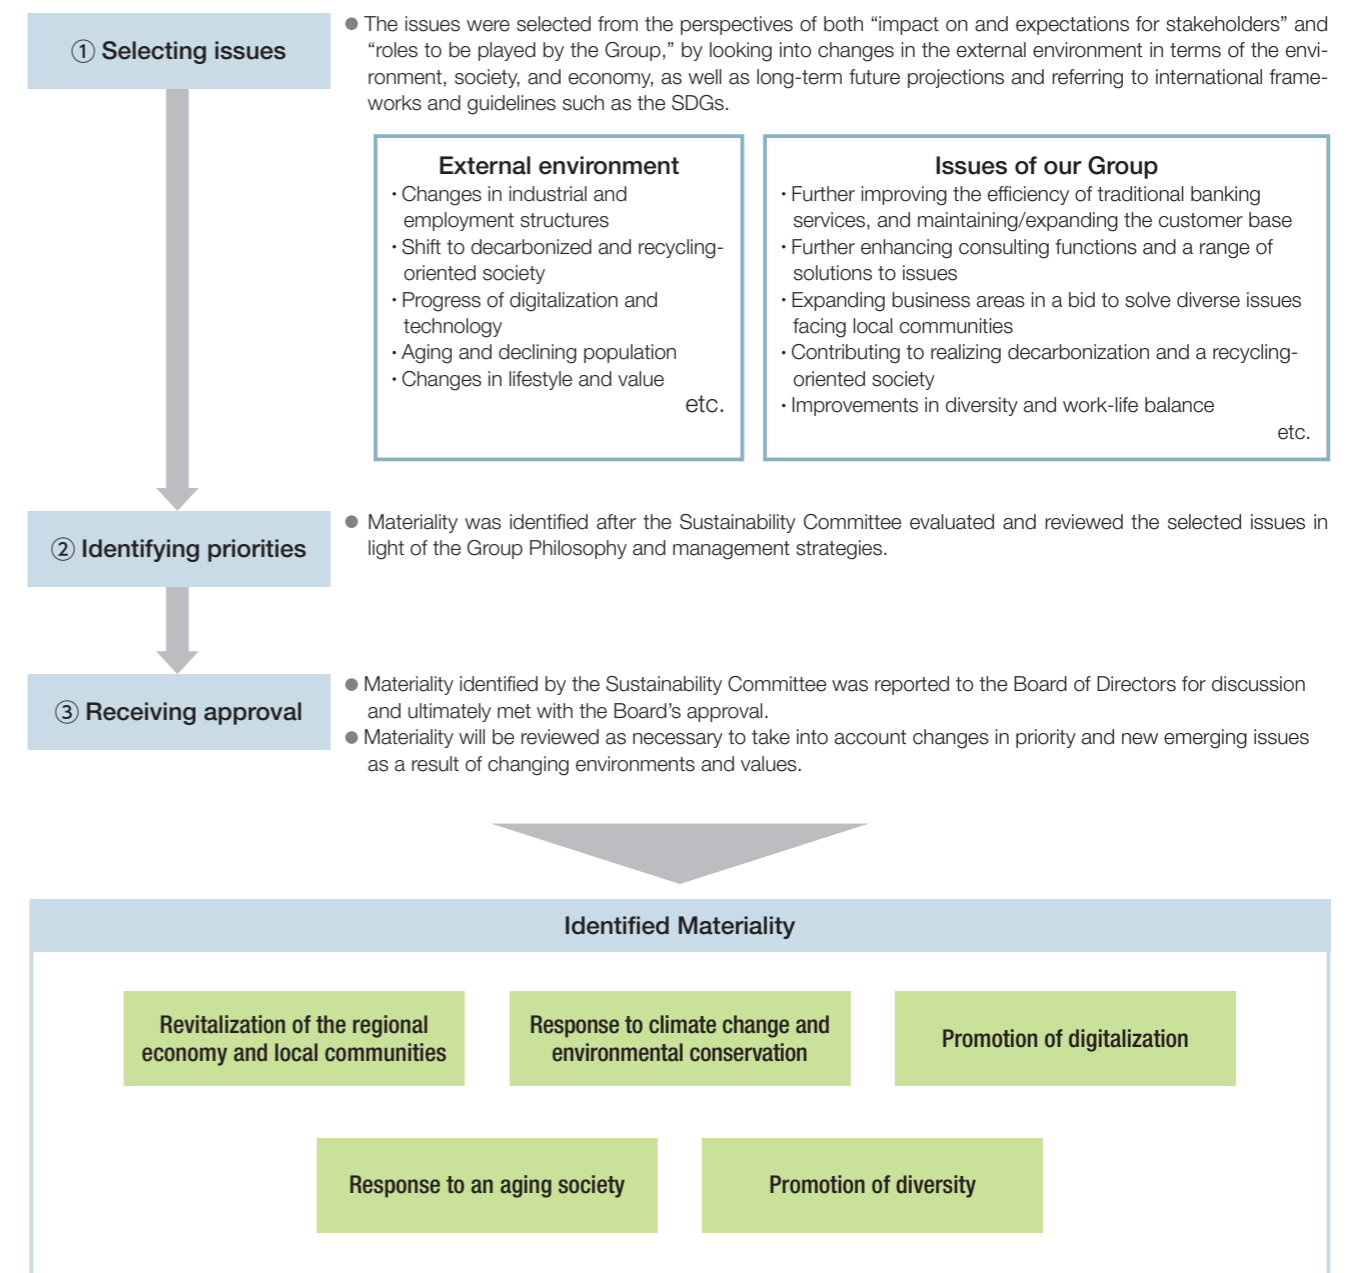 ① Selecting issues
● The issues were selected from the perspectives of both “impact on and expectations for stakeholders” and
“roles to be played by the Group,” by looking into changes in the external environment in terms of the envi-
ronment, society, and economy, as well as long-term future projections and referring to international frame-
works and guidelines such as the SDGs.
External environment
・Changes in industrial and
employment structures
・Shift to decarbonized and recycling-
oriented society
・Progress of digitalization and
technology
・Aging and declining population
・Changes in lifestyle and value
etc.
Issues of our Group
・Further improving the efficiency of traditional banking
services, and maintaining/expanding the customer base
・Further enhancing consulting functions and a range of
solutions to issues
・Expanding business areas in a bid to solve diverse issues
facing local communities
・Contributing to realizing decarbonization and a recycling-
oriented society
・Improvements in diversity and work-life balance
etc.
② Identifying priorities
● Materiality was identified after the Sustainability Committee evaluated and reviewed the selected issues in
light of the Group Philosophy and management strategies.
③ Receiving approval
● Materiality identified by the Sustainability Committee was reported to the Board of Directors for discussion
and ultimately met with the Board’s approval.
● Materiality will be reviewed as necessary to take into account changes in priority and new emerging issues
as a result of changing environments and values.
Identified Materiality
Revitalization of the regional
economy and local communities
Response to climate change and
environmental conservation
Promotion of digitalization
Response to an aging society
Promotion of diversity